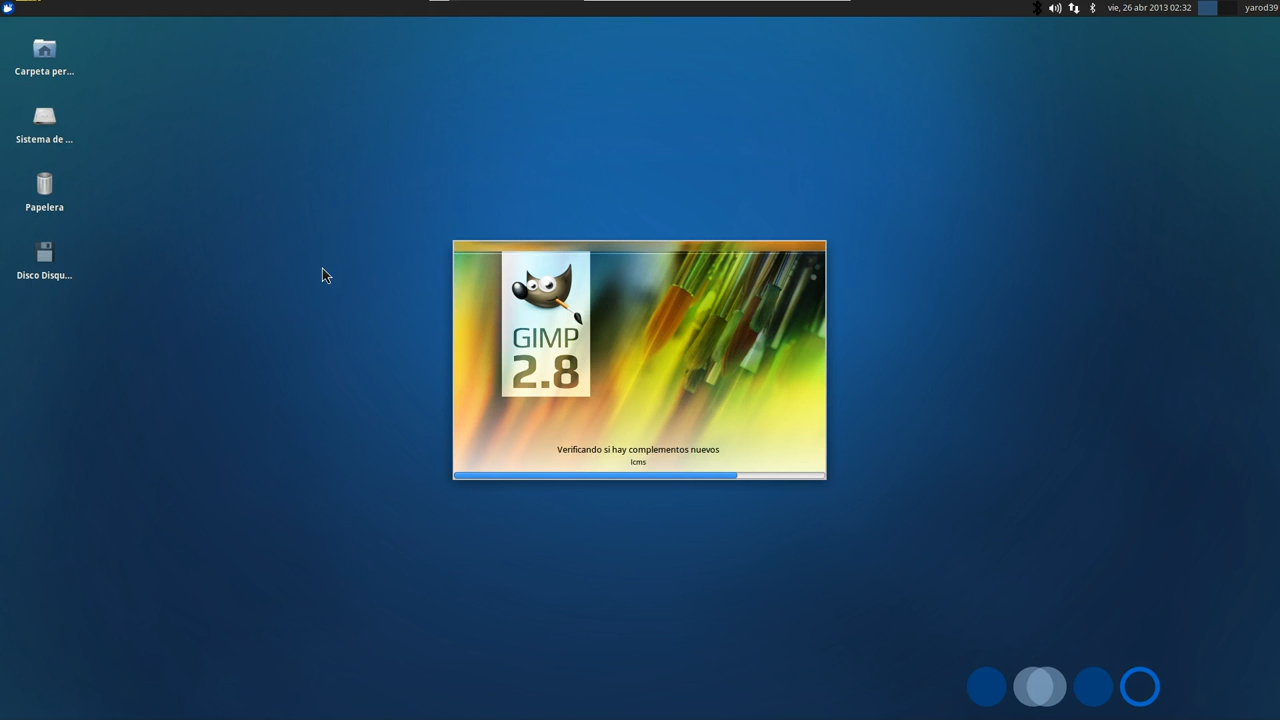 vie, 26 abr 2013 02:32
yarod39
Carpeta per...
Sistema de ...
Papelera
Disco Disqu...
GIMP
2.8
Verificando si hay complementos nuevos
lcms